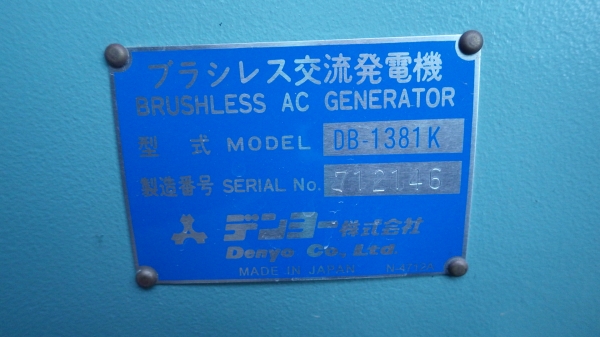 ブラシレス交流発電機
BRUSHLESS AC GENERATOR
型 式 MODEL DB-1381K
製造番号 SERIAL No. 712146
デンヨー株式会社
Denyo Co., Ltd.
MADE IN JAPAN